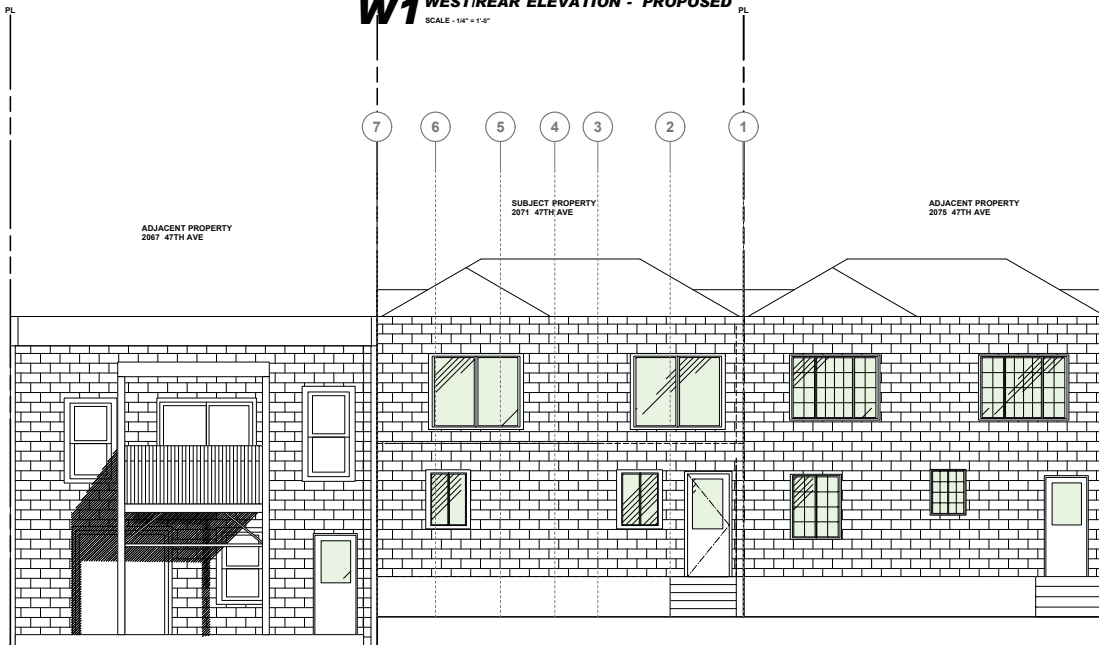 W1 WEST/REAR ELEVATION - PROPOSED
SCALE - 1/4" = 1'-0"
PL
PL
7 6 5 4 3 2 1
SUBJECT PROPERTY
2071 47TH AVE
ADJACENT PROPERTY
2075 47TH AVE
ADJACENT PROPERTY
2067 47TH AVE